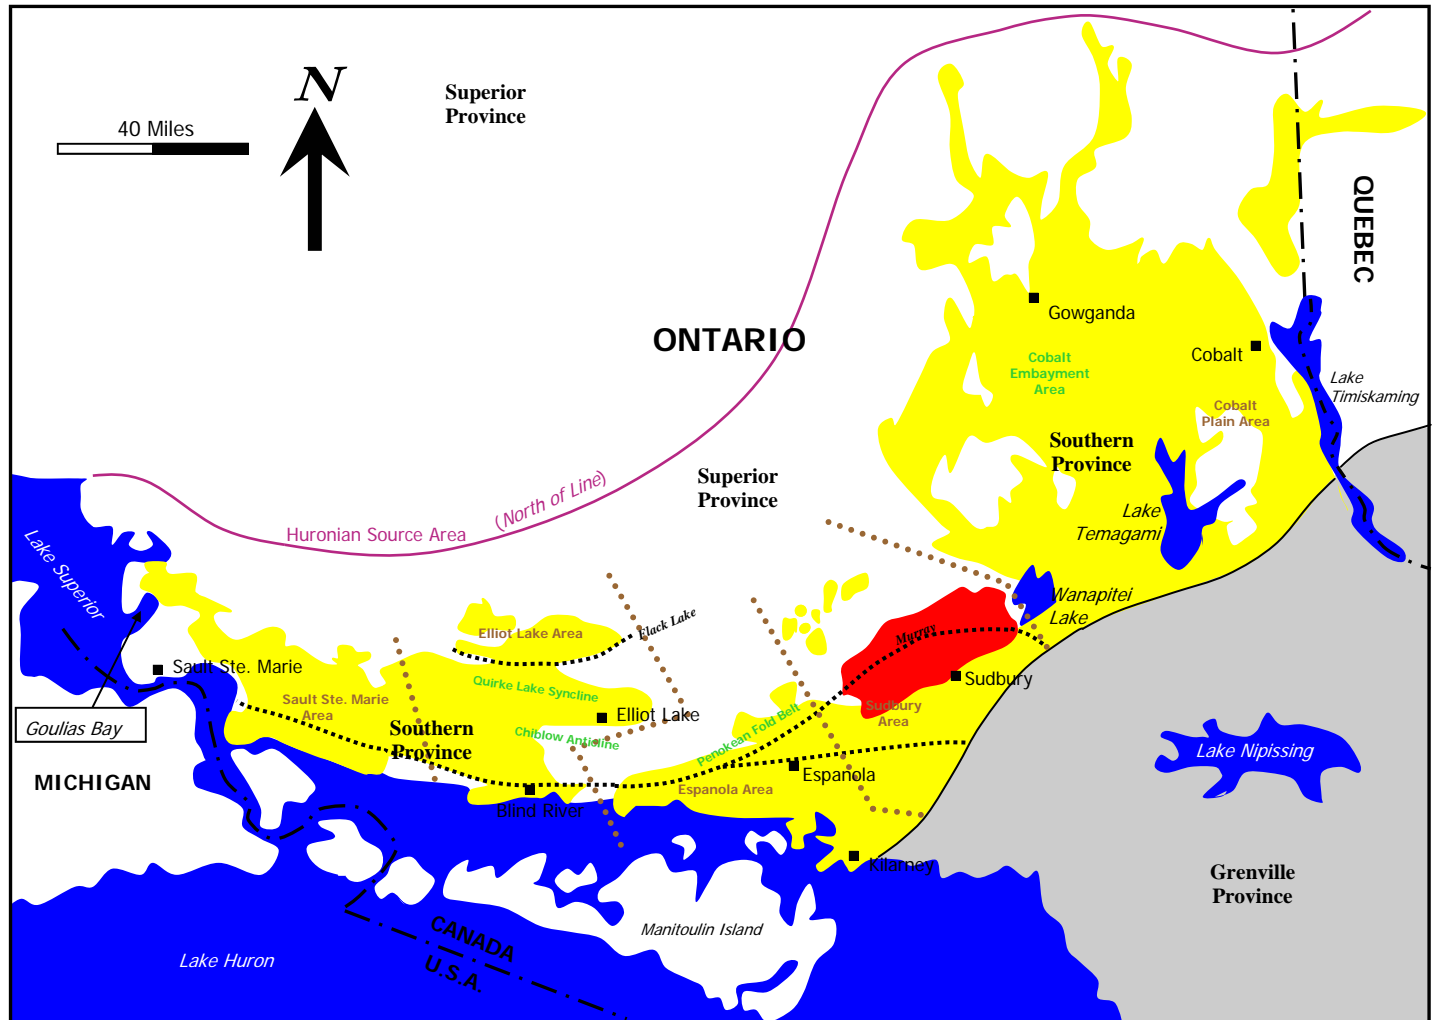 N
Superior
Province
40 Miles
QUEBEC
Gowganda
ONTARIO
Cobalt
Cobalt
Embayment
Area
Lake
Timiskaming
Cobalt
Plain Area
Southern
Province
Superior
Province
(North of Line)
Huronian Source Area
Lake
Temagami
Lake Superior
Wanapitei
Lake
Flack Lake
Murray
Elliot Lake Area
Sault Ste. Marie
Quirke Lake Syncline
Sudbury
Sault Ste. Marie
Area
Sudbury
Area
Elliot Lake
Goulias Bay
Southern
Province
Chiblow Anticline
Penokean Fold Belt
Lake Nipissing
MICHIGAN
Espanola
Espanola Area
Blind River
Kilarney
Grenville
Province
Manitoulin Island
CANADA
U.S.A.
Lake Huron